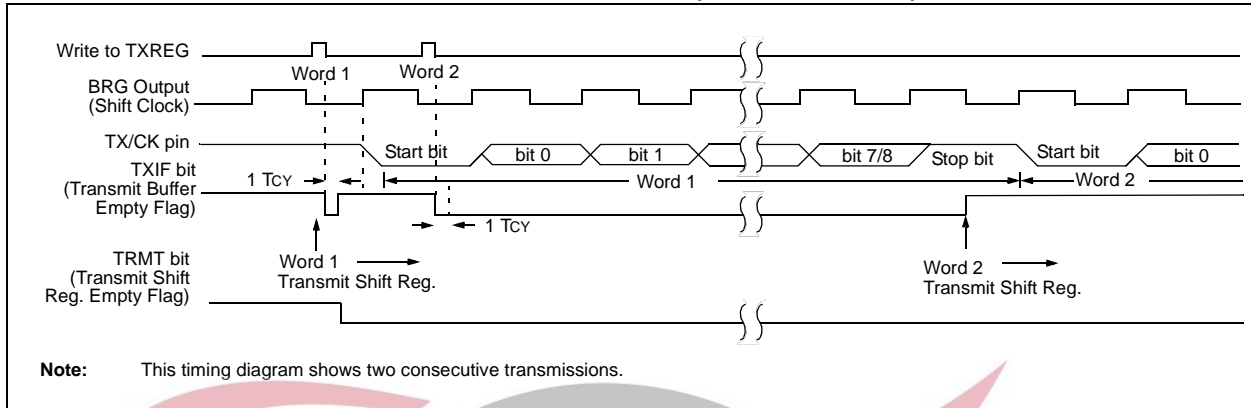 Write to TXREG
Word 1
Word 2
BRG Output
(Shift Clock)
TX/CK pin
Start bit
bit 0
bit 1
bit 7/8
Stop bit
Start bit
bit 0
Word 1
Word 2
TXIF bit
(Transmit Buffer
Empty Flag)
1 TCY
1 TCY
Word 1
Transmit Shift Reg.
Word 2
Transmit Shift Reg.
TRMT bit
(Transmit Shift
Reg. Empty Flag)
Note: This timing diagram shows two consecutive transmissions.